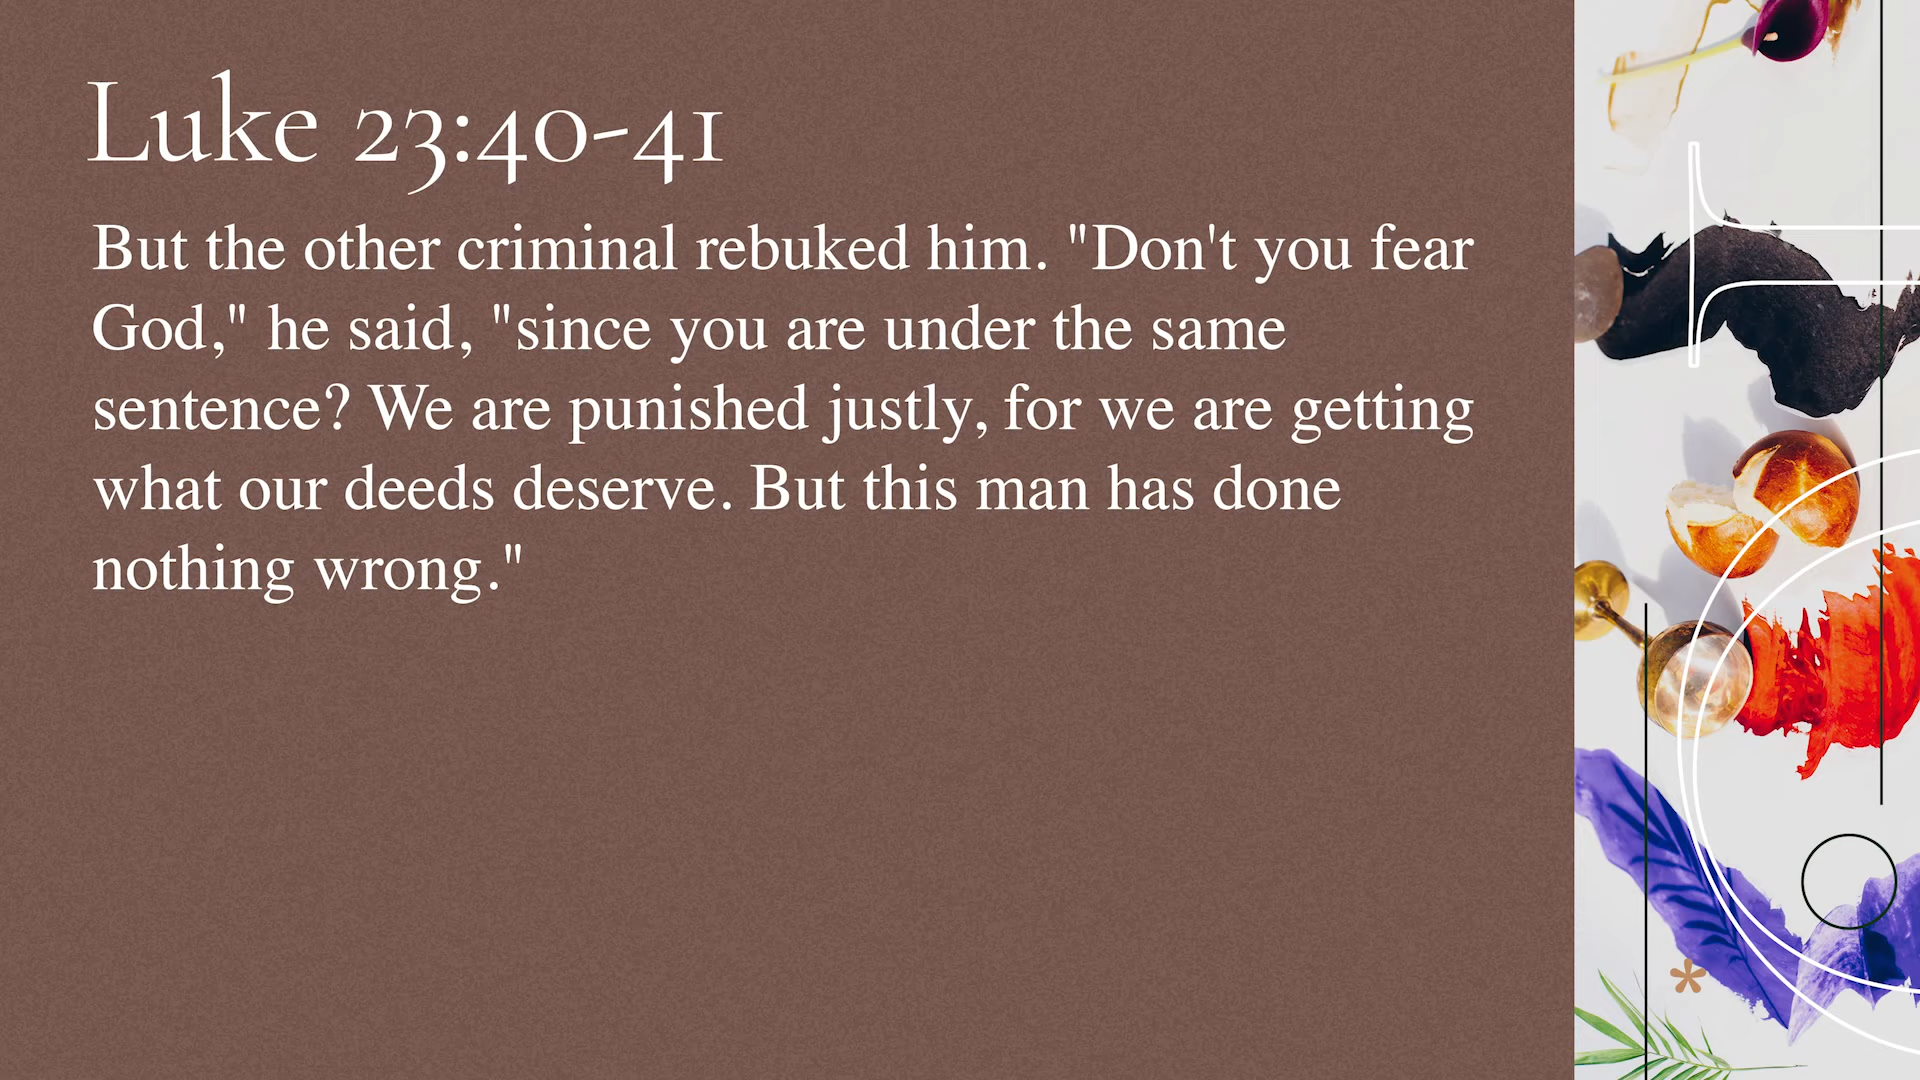 Luke 23:40-41
But the other criminal rebuked him. "Don't you fear
God," he said, "since you are under the same
sentence? We are punished justly, for we are getting
what our deeds deserve. But this man has done
nothing wrong."